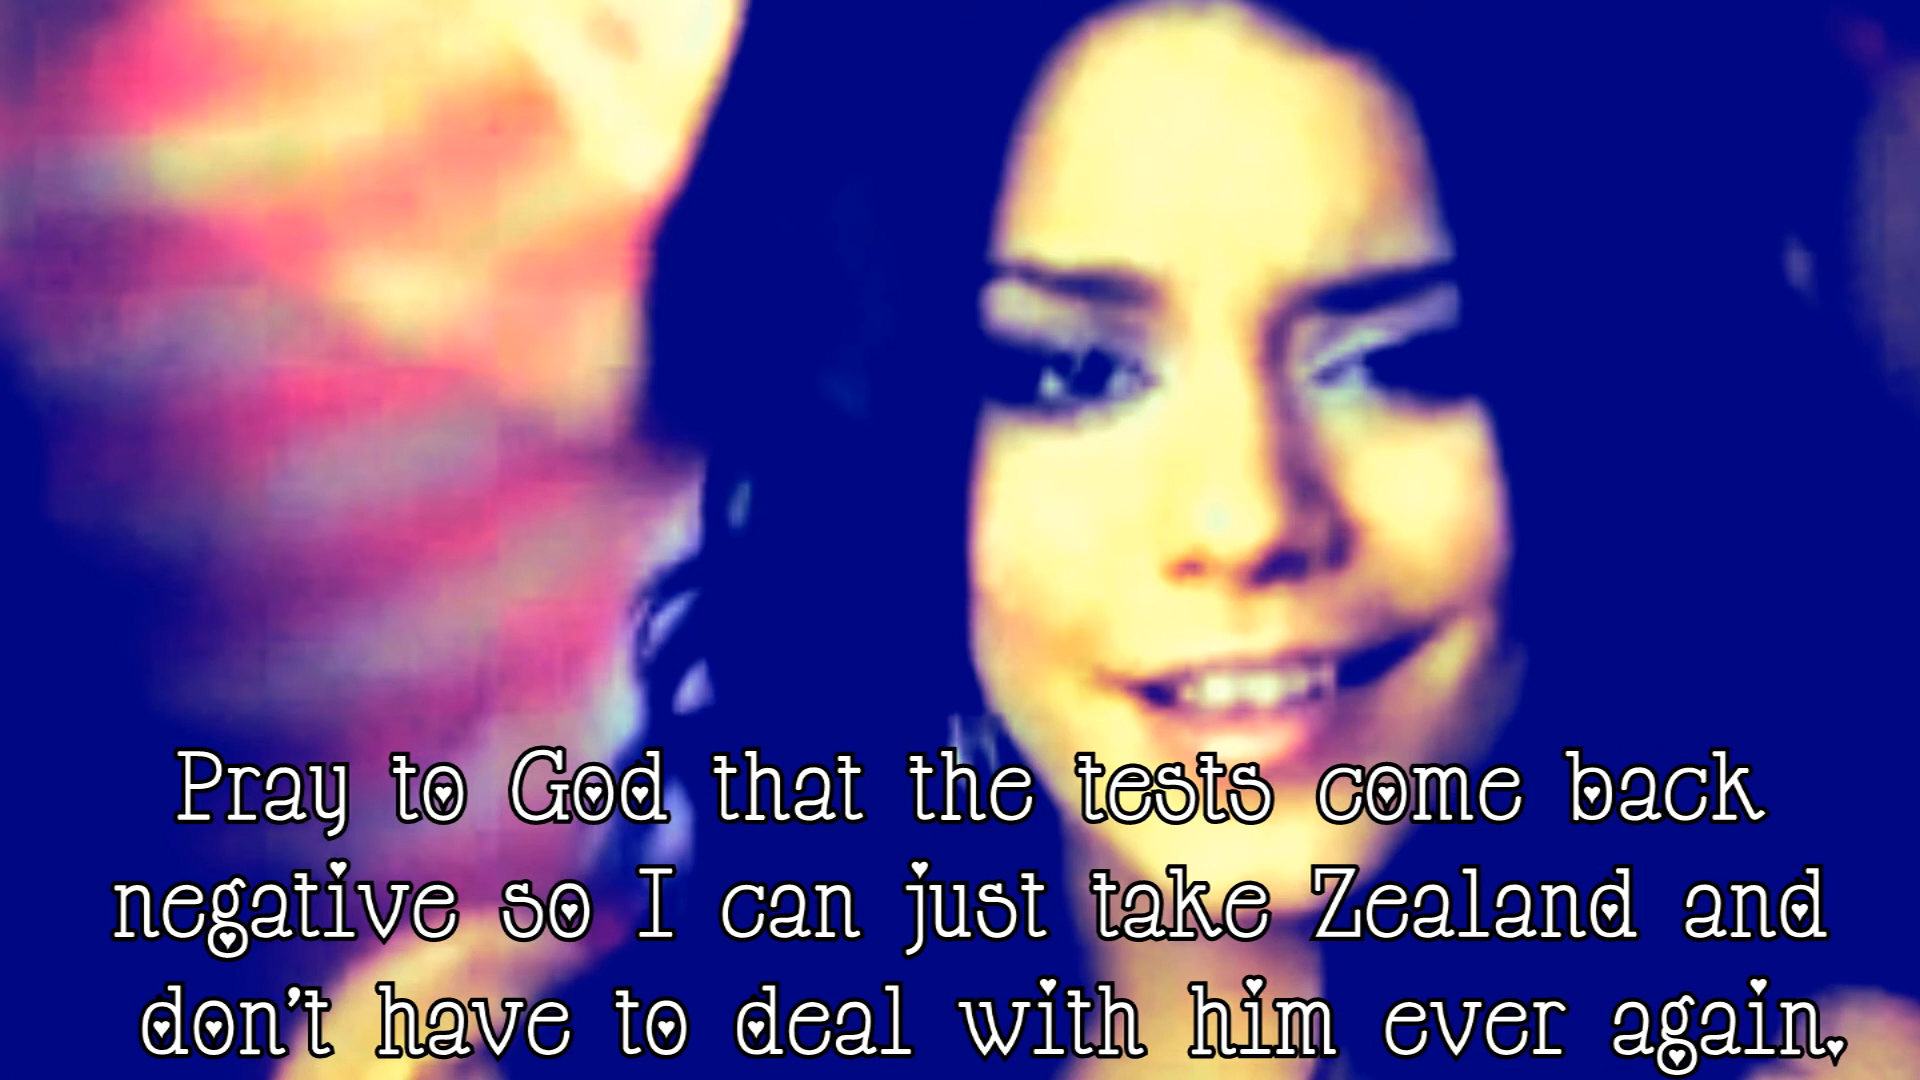 Pray to God that the tests come back
negative so I can just take Zealand and
don't have to deal with him ever again.